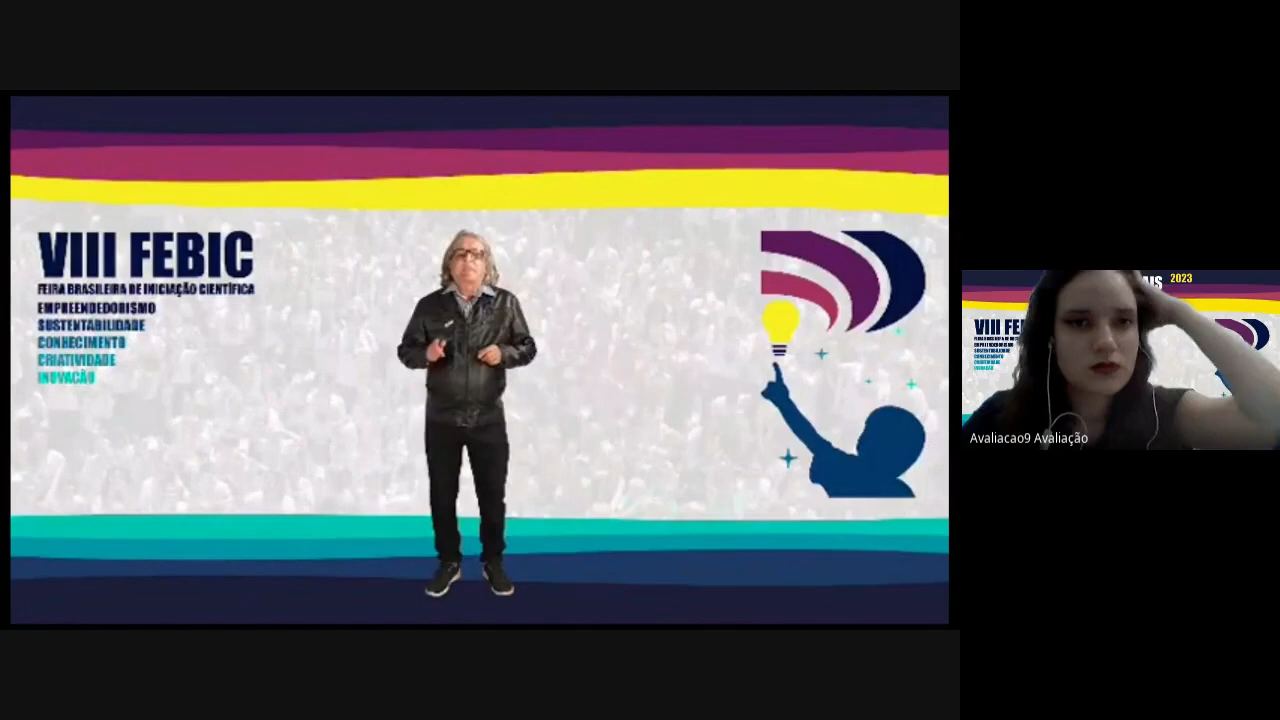 VIII FEBIC
FEIRA BRASILEIRA DE INICIAÇÃO CIENTÍFICA
EMPREENDEDORISMO
SUSTENTABILIDADE
CONHECIMENTO
CRIATIVIDADE
INOVAÇÃO
2023
VIII FE
Avaliacao9 Avaliação